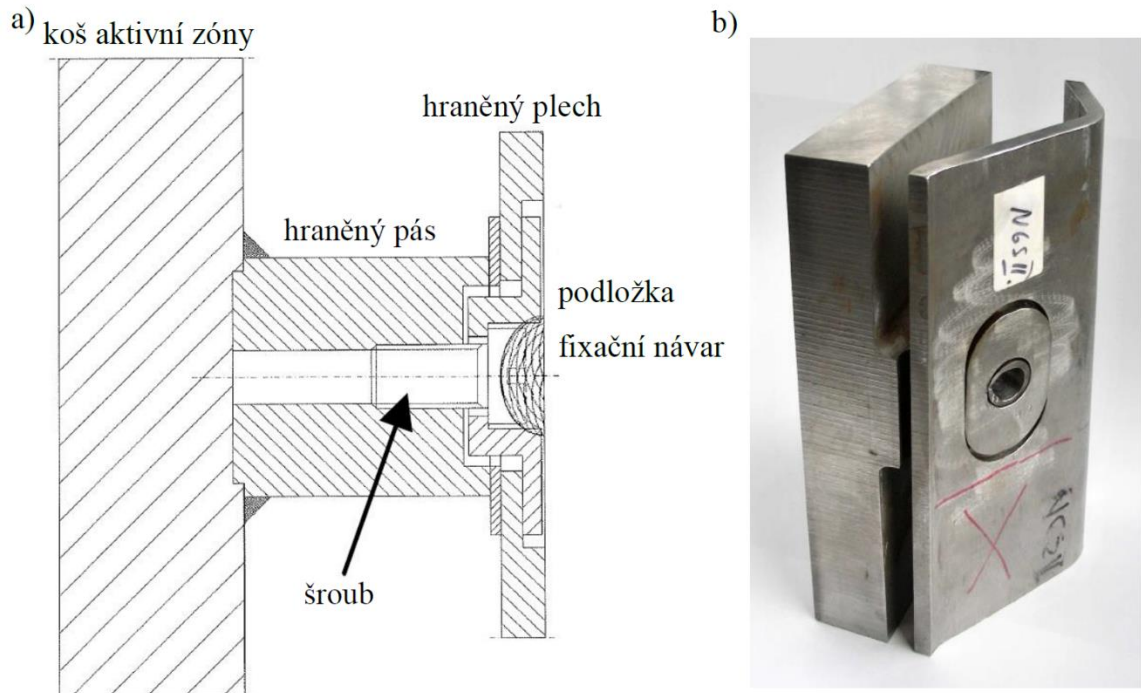 a)
koš aktivní zóny
hraněný plech
hraněný pás
podložka
fixační návar
šroub
b)